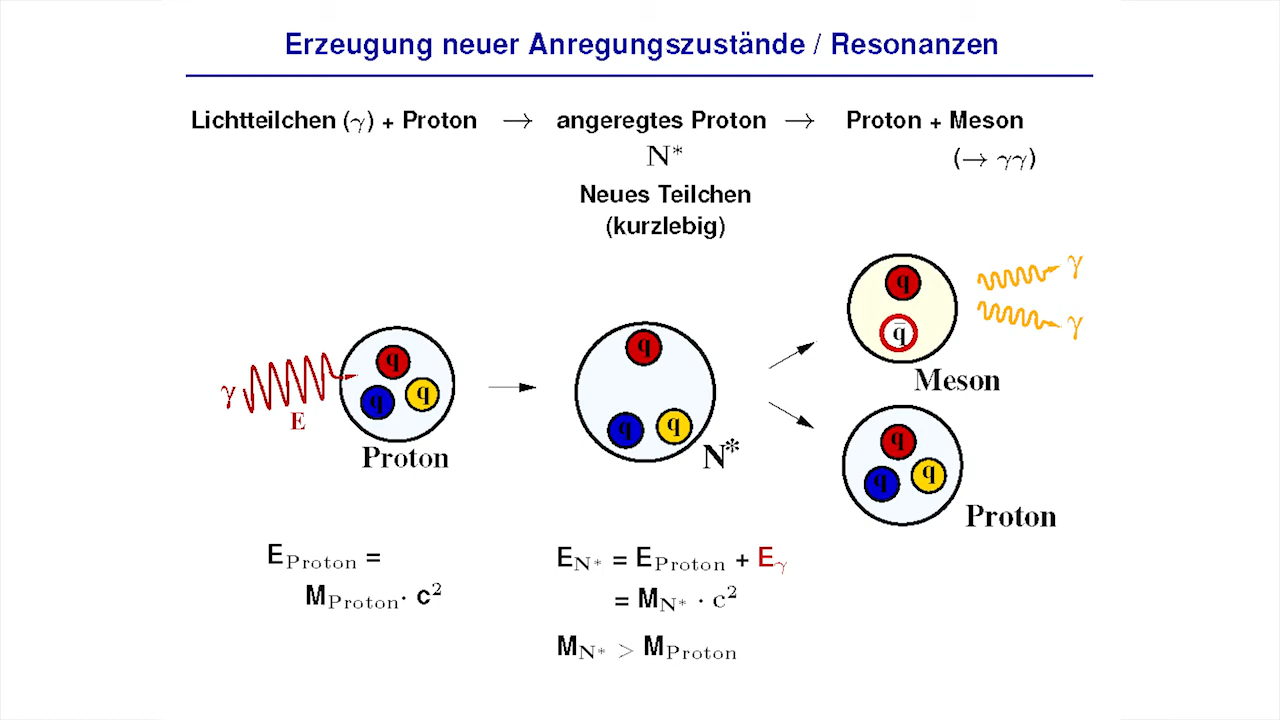 Erzeugung neuer Anregungszustände / Resonanzen
Lichtteilchen (γ) + Proton → angeregtes Proton → Proton + Meson
N* (→ γγ)
Neues Teilchen
(kurzlebig)
q γ
q̄ γ
Meson
γ E q q q
Proton
q q q
N*
q q q
Proton
E_Proton =
M_Proton · c²
E_N* = E_Proton + E_γ
= M_N* · c²
M_N* > M_Proton